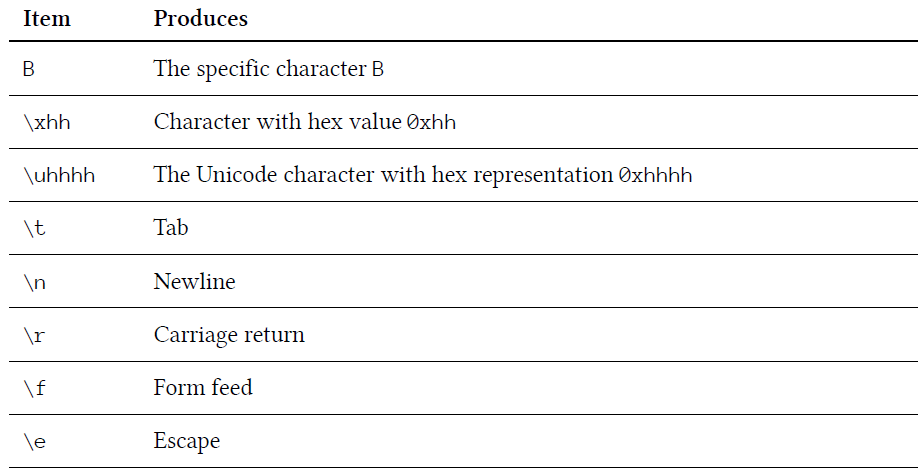 Item Produces
B The specific character B
\xhh Character with hex value 0xhh
\uhhhh The Unicode character with hex representation 0xhhhh
\t Tab
\n Newline
\r Carriage return
\f Form feed
\e Escape